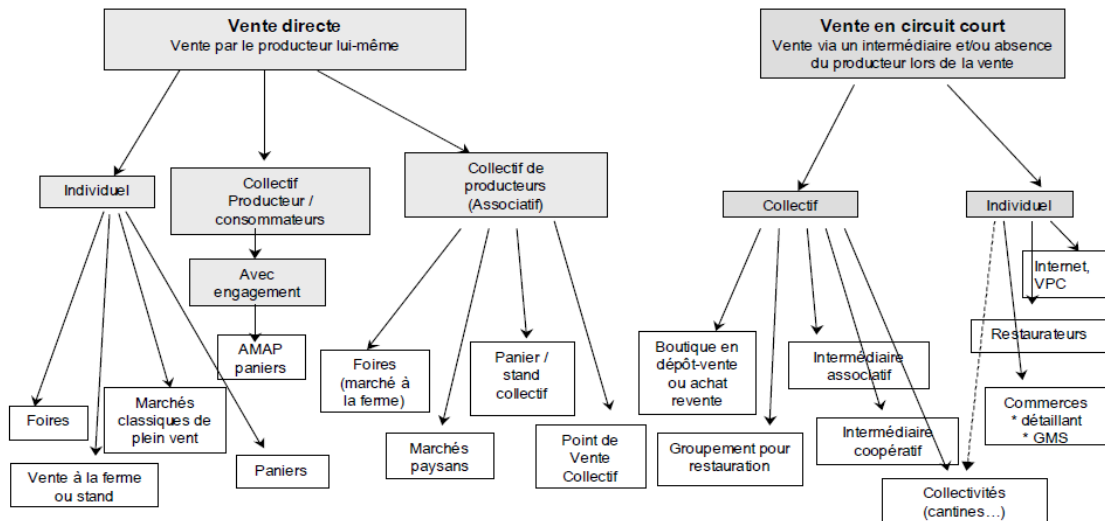 Vente directe
Vente par le producteur lui-même
Vente en circuit court
Vente via un intermédiaire et/ou absence
du producteur lors de la vente
Individuel
Collectif
Producteur /
consommateurs
Collectif de
producteurs
(Associatif)
Collectif
Individuel
Avec
engagement
Internet,
VPC
Restaurateurs
AMAP
paniers
Foires
(marché à
la ferme)
Panier /
stand
collectif
Boutique en
dépôt-vente
ou achat
revente
Intermédiaire
associatif
Foires
Marchés
classiques de
plein vent
Commerces
* détaillant
* GMS
Vente à la ferme
ou stand
Paniers
Marchés
paysans
Point de
Vente
Collectif
Groupement pour
restauration
Intermédiaire
coopératif
Collectivités
(cantines…)